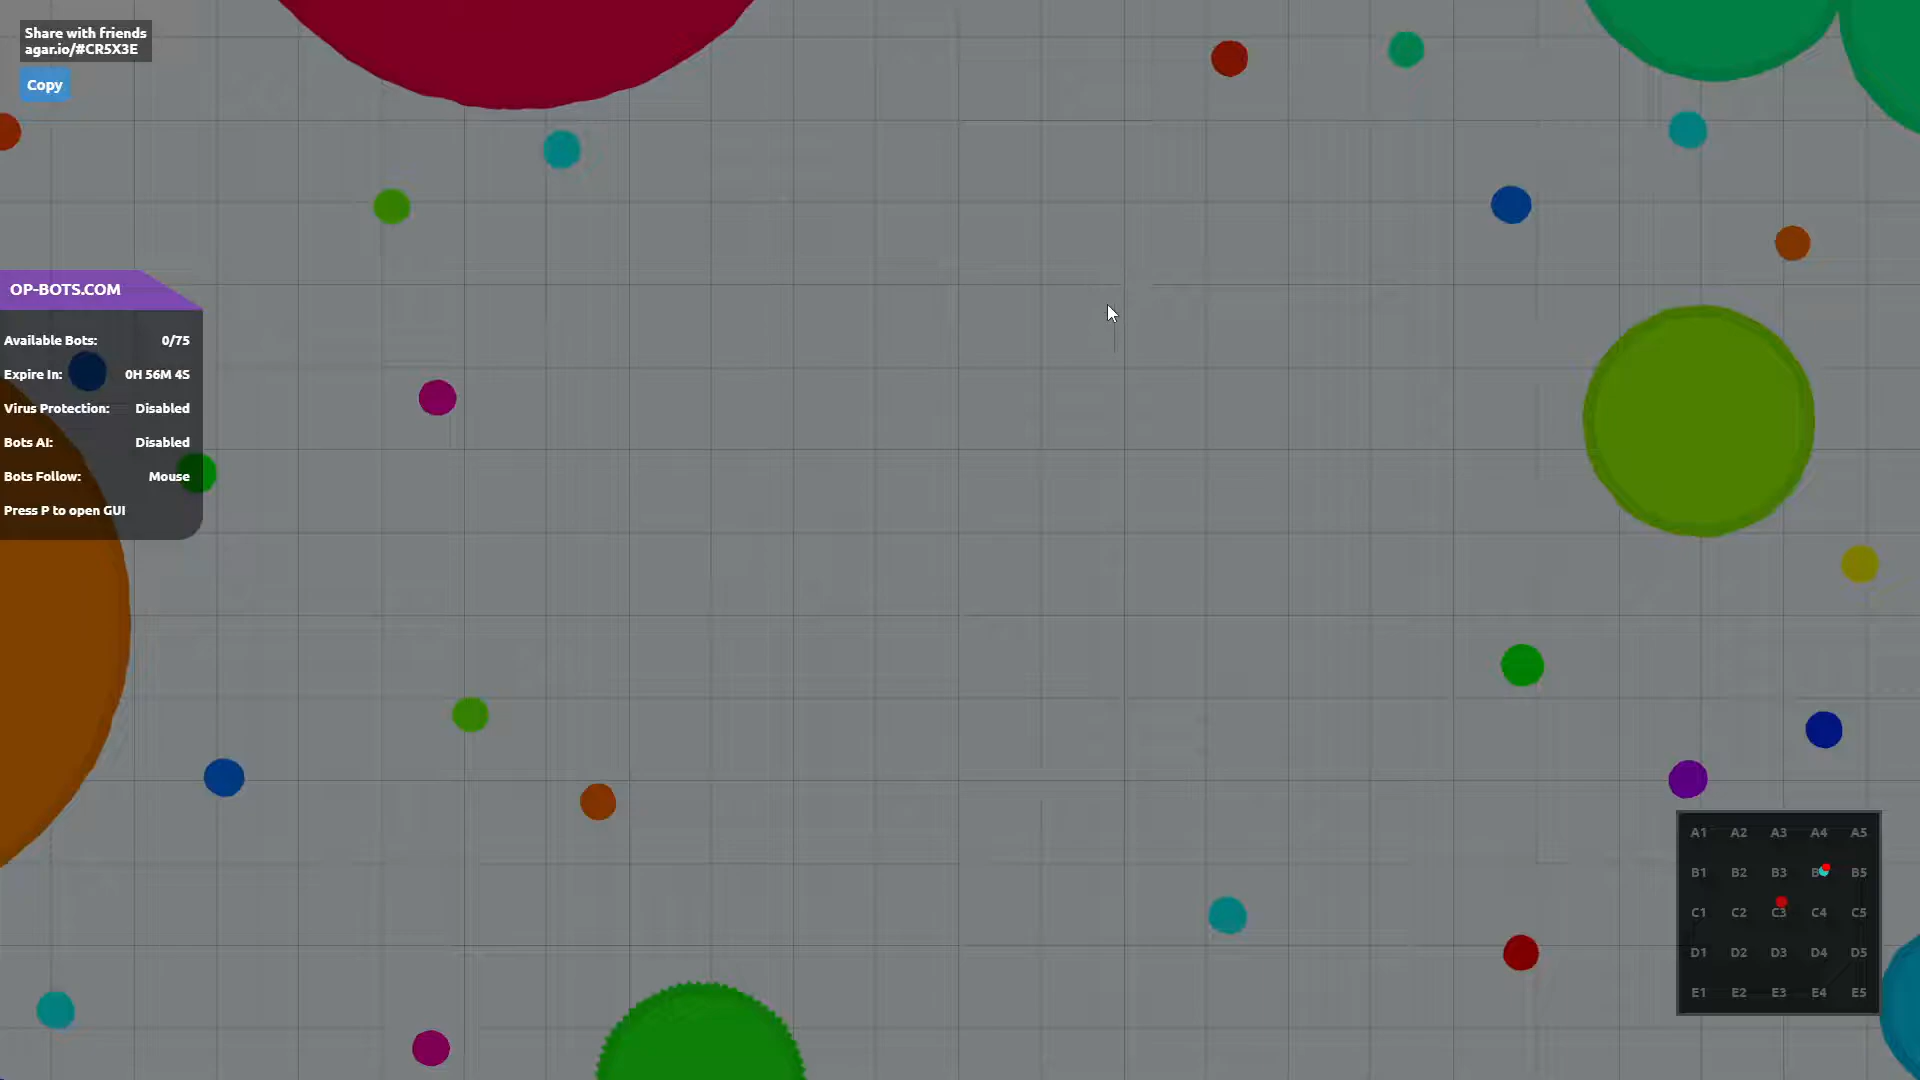 Share with friends
agar.io/#CR5X3E
Copy
OP-BOTS.COM
Available Bots: 0/75
Expire In: 0H 56M 4S
Virus Protection: Disabled
Bots AI: Disabled
Bots Follow: Mouse
Press P to open GUI
A1 A2 A3 A4 A5
B1 B2 B3 B B5
C1 C2 C3 C4 C5
D1 D2 D3 D4 D5
E1 E2 E3 E4 E5